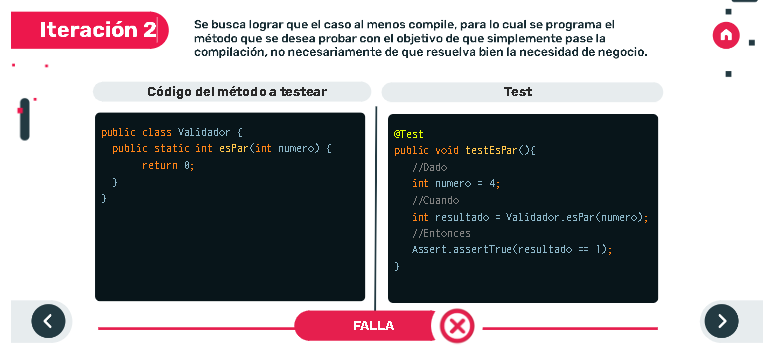 Iteración 2
Se busca lograr que el caso al menos compile, para lo cual se programa el
método que se desea probar con el objetivo de que simplemente pase la
compilación, no necesariamente de que resuelva bien la necesidad de negocio.
Código del método a testear
public class Validador {
public static int esPar(int numero) {
return 0;
}
}
Test
@Test
public void testEsPar(){
//Dado
int numero = 4;
//Cuando
int resultado = Validador.esPar(numero);
//Entonces
Assert.assertTrue(resultado == 1);
}
FALLA